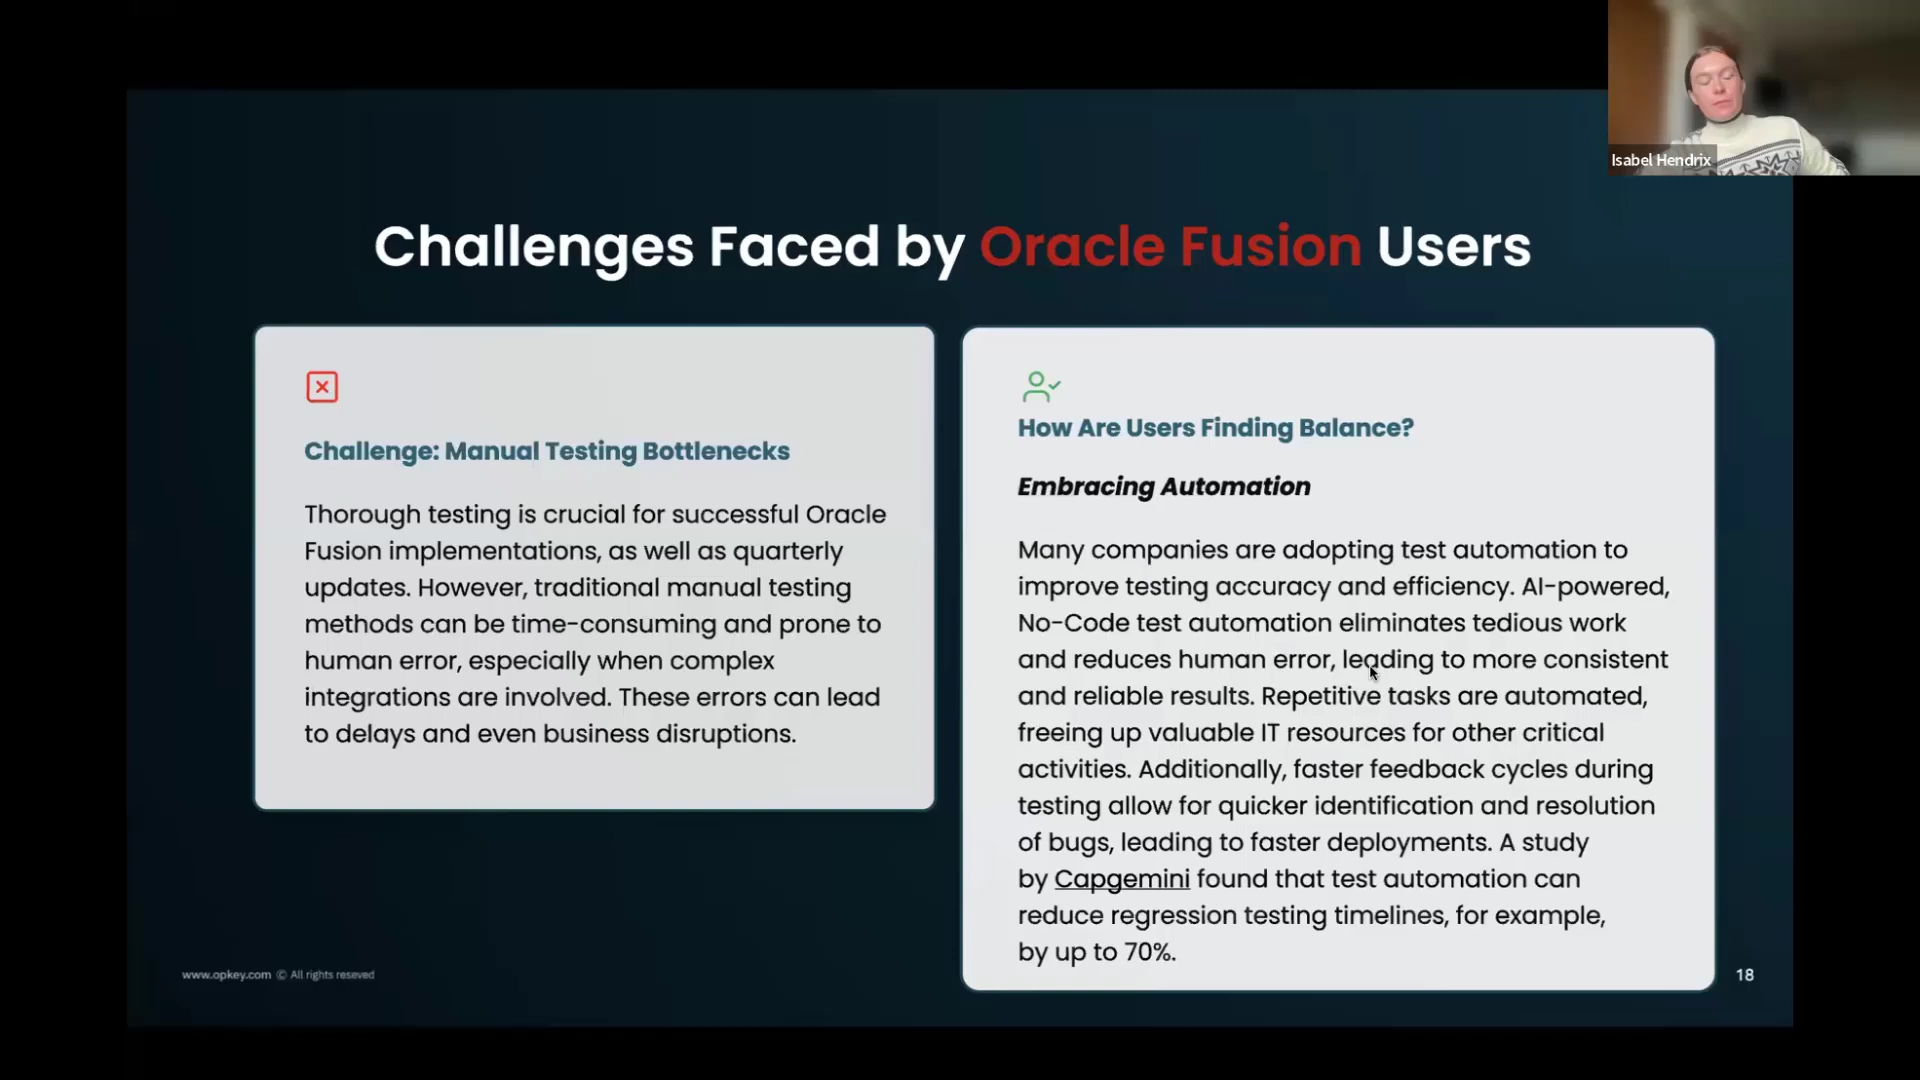 Isabel Hendrix
Challenges Faced by Oracle Fusion Users
Challenge: Manual Testing Bottlenecks
Thorough testing is crucial for successful Oracle
Fusion implementations, as well as quarterly
updates. However, traditional manual testing
methods can be time-consuming and prone to
human error, especially when complex
integrations are involved. These errors can lead
to delays and even business disruptions.
How Are Users Finding Balance?
Embracing Automation
Many companies are adopting test automation to
improve testing accuracy and efficiency. AI-powered,
No-Code test automation eliminates tedious work
and reduces human error, leading to more consistent
and reliable results. Repetitive tasks are automated,
freeing up valuable IT resources for other critical
activities. Additionally, faster feedback cycles during
testing allow for quicker identification and resolution
of bugs, leading to faster deployments. A study
by Capgemini found that test automation can
reduce regression testing timelines, for example,
by up to 70%.
www.opkey.com © All rights reseved
18